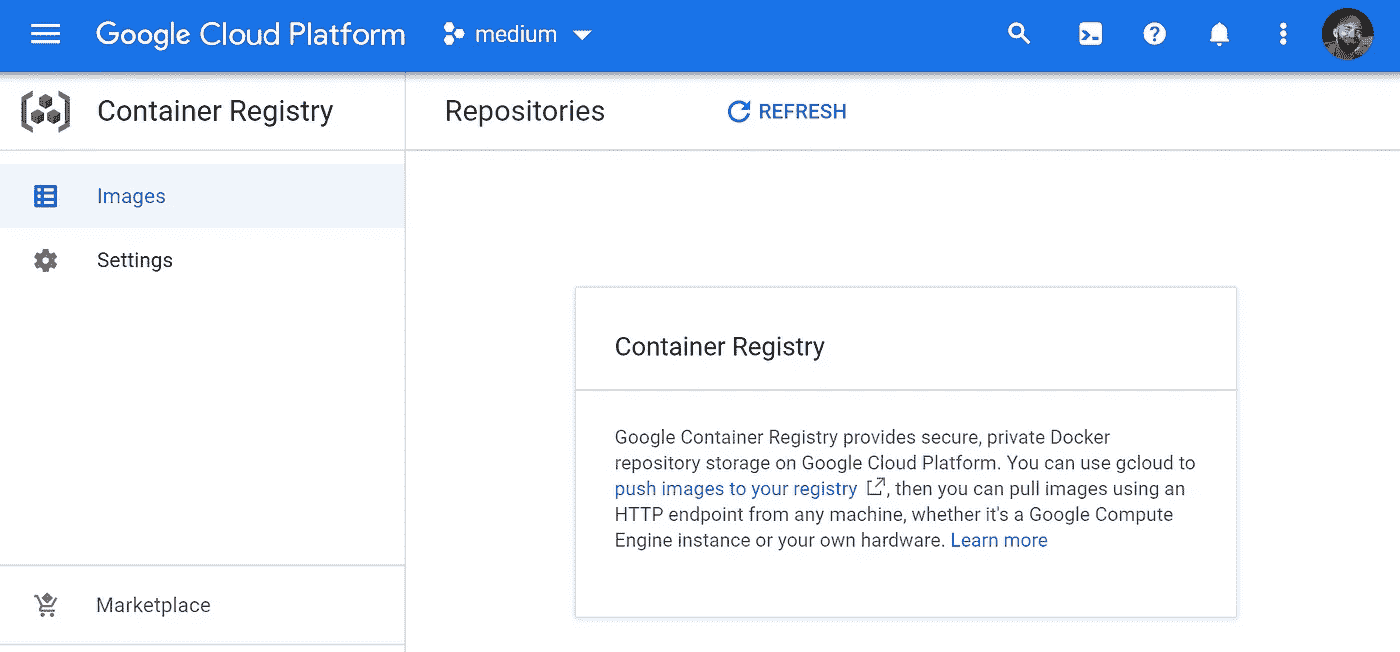 Google Cloud Platform
medium
Container Registry
Repositories
REFRESH
Images
Settings
Container Registry
Google Container Registry provides secure, private Docker
repository storage on Google Cloud Platform. You can use gcloud to
push images to your registry , then you can pull images using an
HTTP endpoint from any machine, whether it's a Google Compute
Engine instance or your own hardware. Learn more
Marketplace